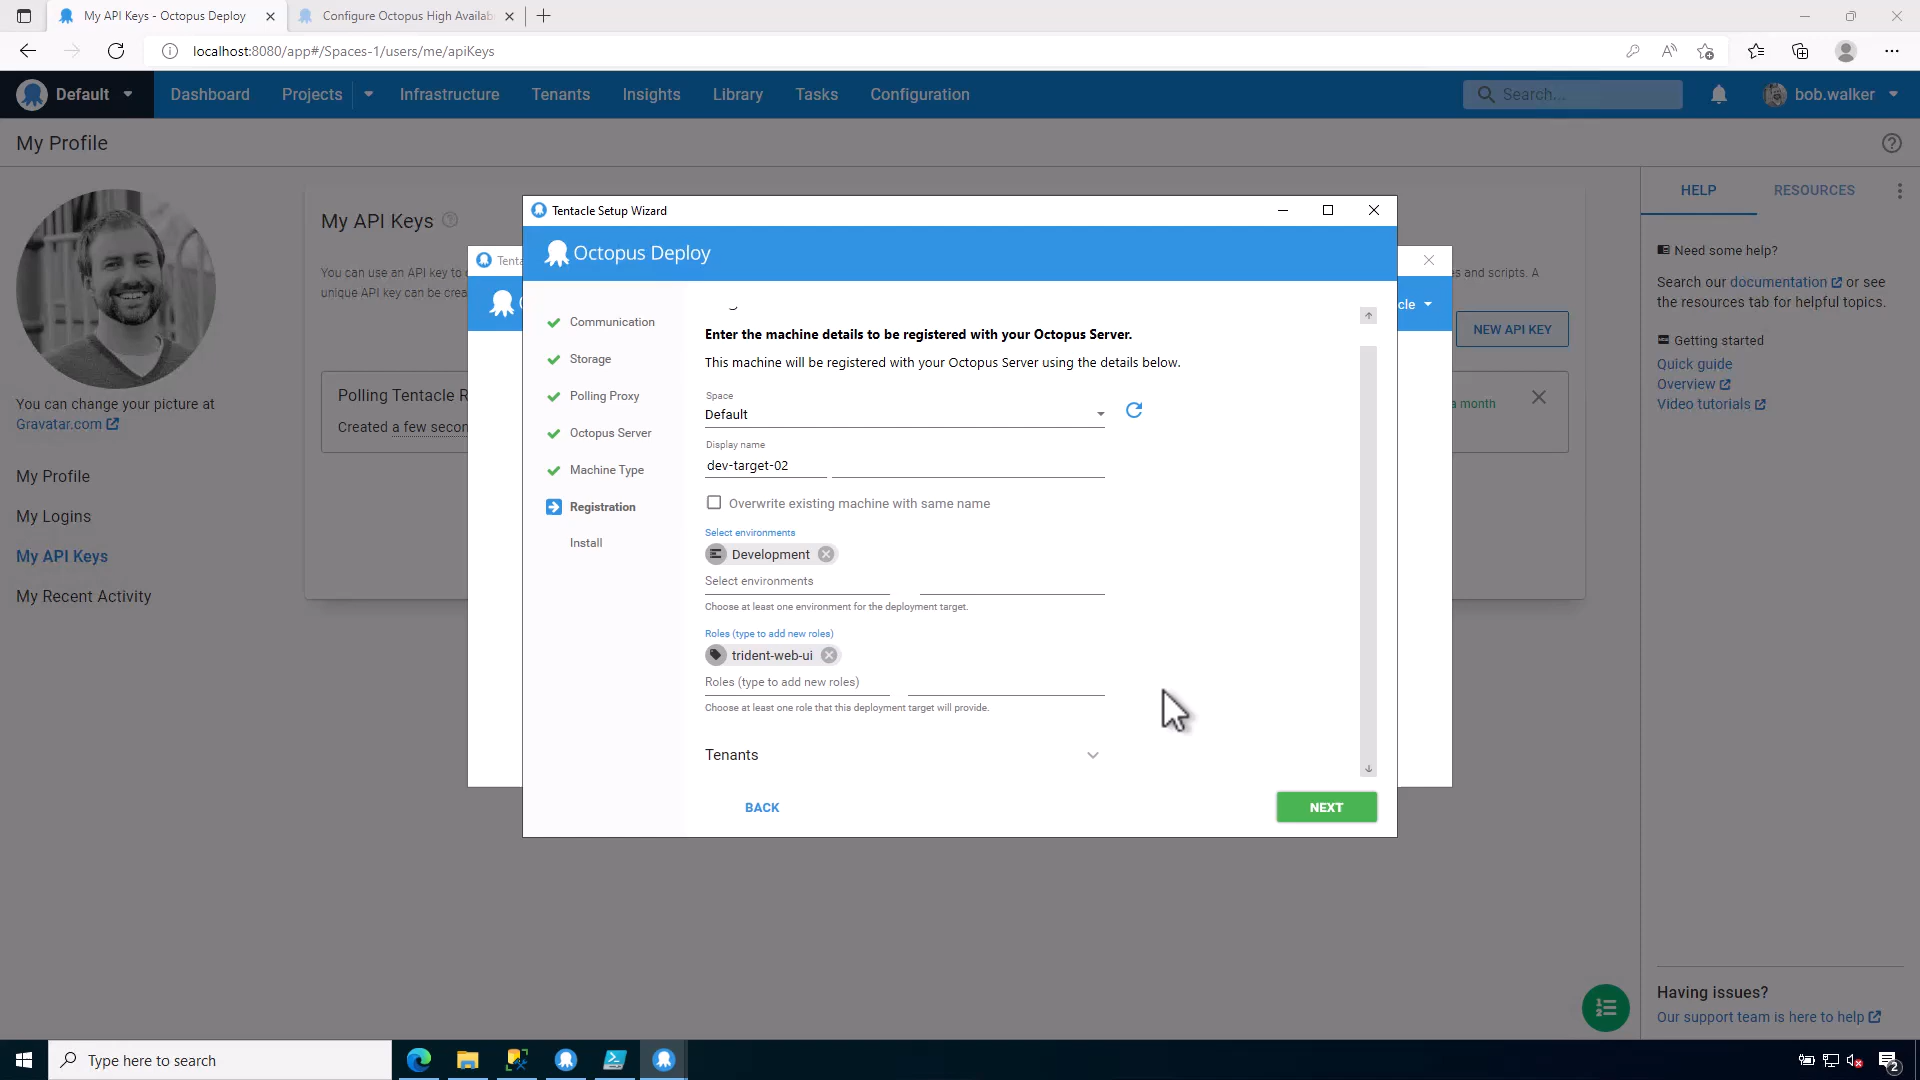 My API Keys - Octopus Deploy
Configure Octopus High Availab
localhost:8080/app#/Spaces-1/users/me/apiKeys
Default
Dashboard
Projects
Infrastructure
Tenants
Insights
Library
Tasks
Configuration
Search...
bob.walker
My Profile
You can change your picture at
Gravatar.com
My Profile
My Logins
My API Keys
My Recent Activity
My API Keys
You can use an API key to
unique API key can be crea
es and scripts. A
NEW API KEY
Polling Tentacle R
Created a few secon
a month
Tenta
cle
Tentacle Setup Wizard
Octopus Deploy
Communication
Storage
Polling Proxy
Octopus Server
Machine Type
Registration
Install
Enter the machine details to be registered with your Octopus Server.
This machine will be registered with your Octopus Server using the details below.
Space
Default
Display name
dev-target-02
Overwrite existing machine with same name
Select environments
Development
Select environments
Choose at least one environment for the deployment target.
Roles (type to add new roles)
trident-web-ui
Roles (type to add new roles)
Choose at least one role that this deployment target will provide.
Tenants
BACK
NEXT
HELP
RESOURCES
Need some help?
Search our documentation or see
the resources tab for helpful topics.
Getting started
Quick guide
Overview
Video tutorials
Having issues?
Our support team is here to help
Type here to search
2